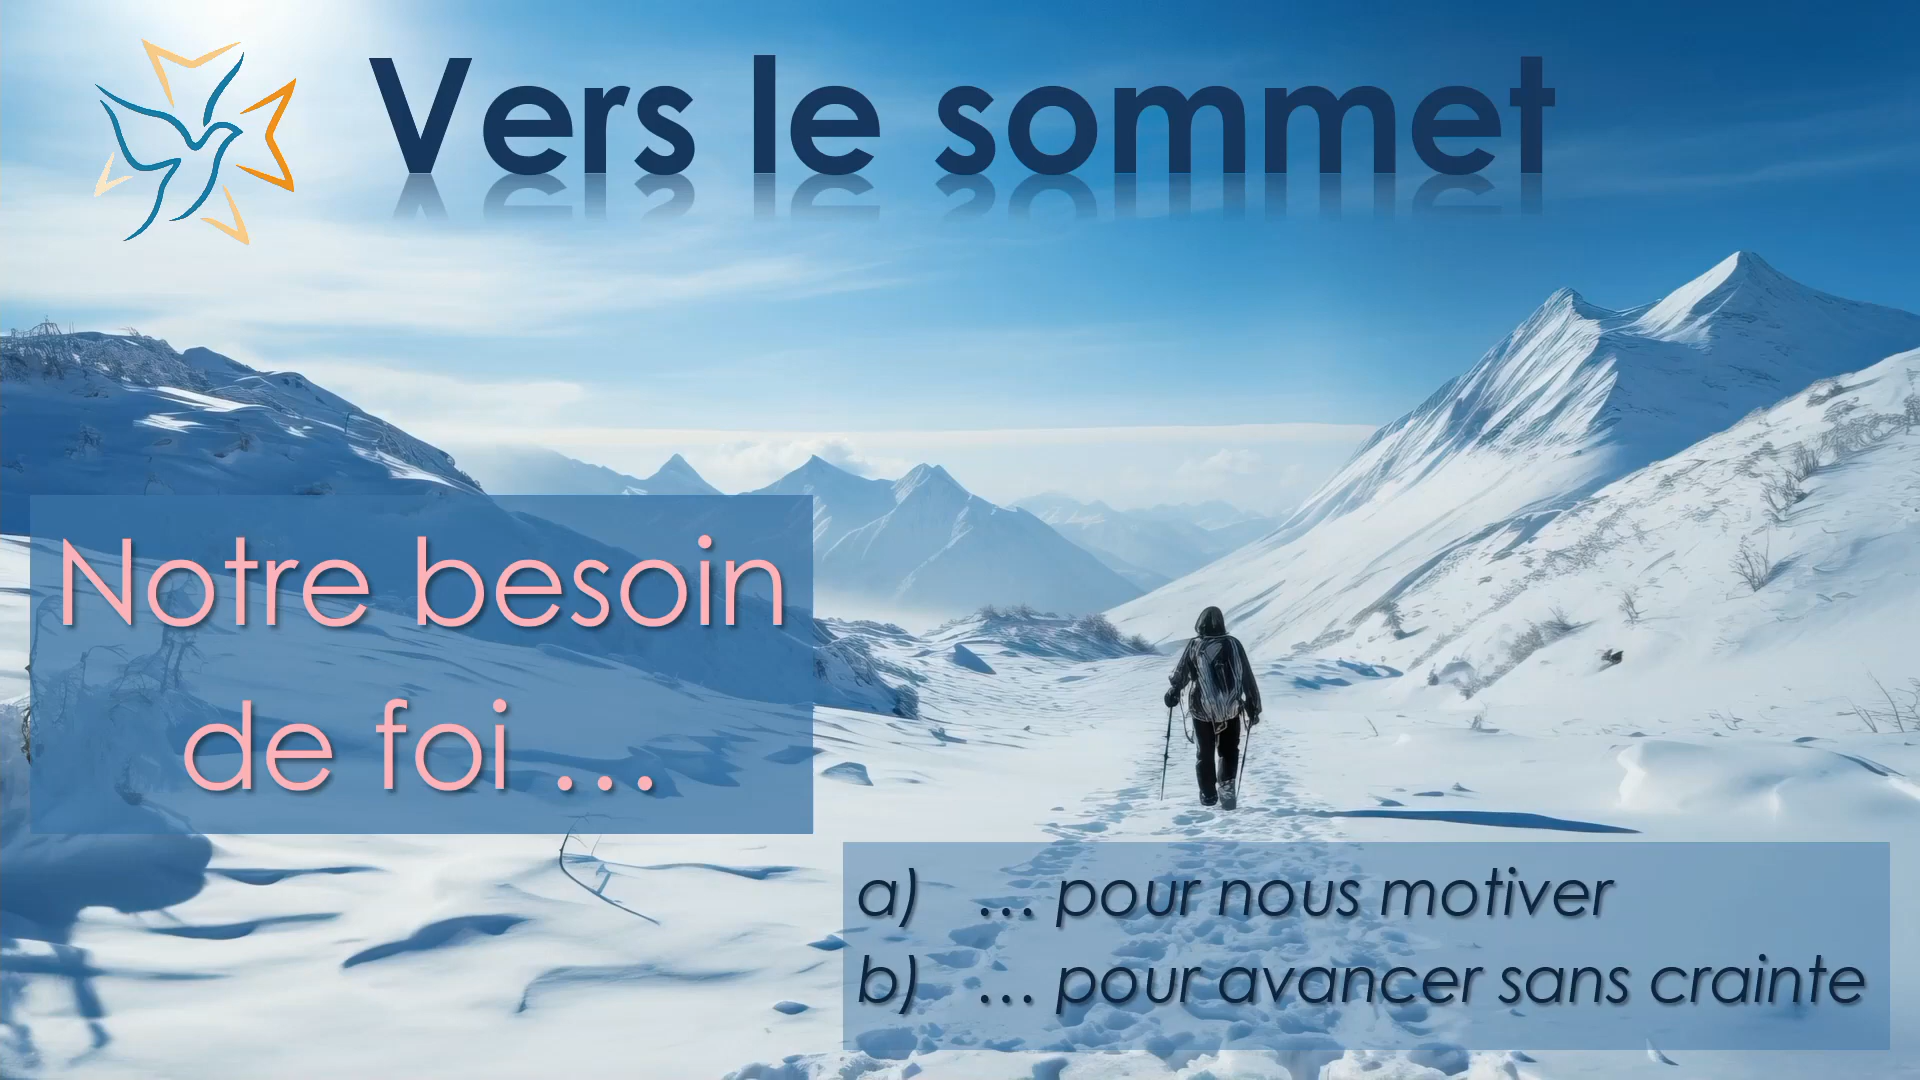 Vers le sommet
Notre besoin
de foi ...
a) ... pour nous motiver
b) ... pour avancer sans crainte